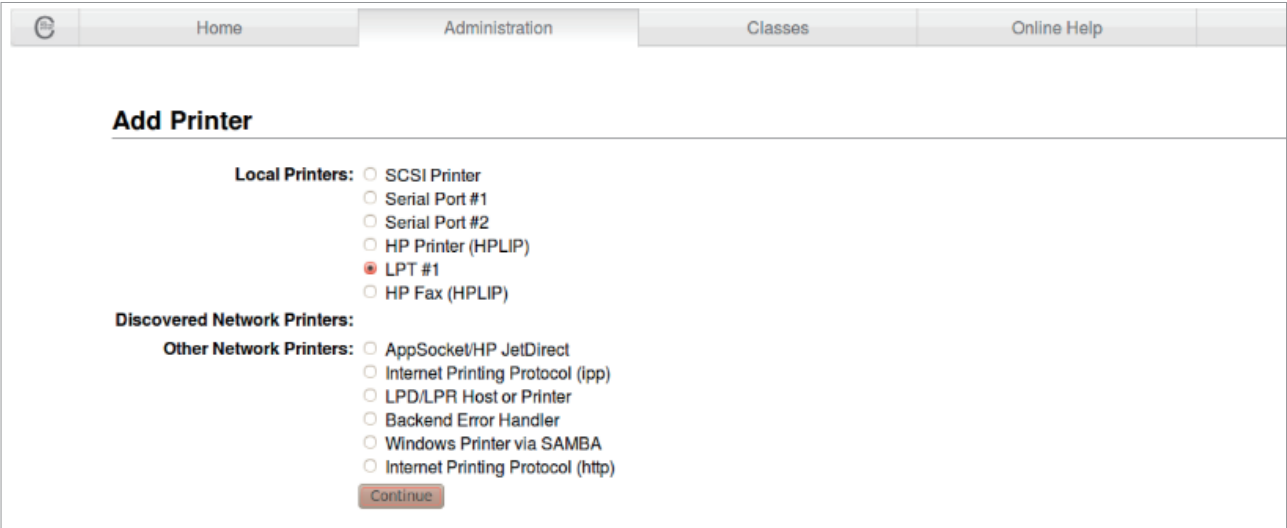 Home Administration Classes Online Help
Add Printer
Local Printers: SCSI Printer
Serial Port #1
Serial Port #2
HP Printer (HPLIP)
LPT #1
HP Fax (HPLIP)
Discovered Network Printers:
Other Network Printers: AppSocket/HP JetDirect
Internet Printing Protocol (ipp)
LPD/LPR Host or Printer
Backend Error Handler
Windows Printer via SAMBA
Internet Printing Protocol (http)
Continue